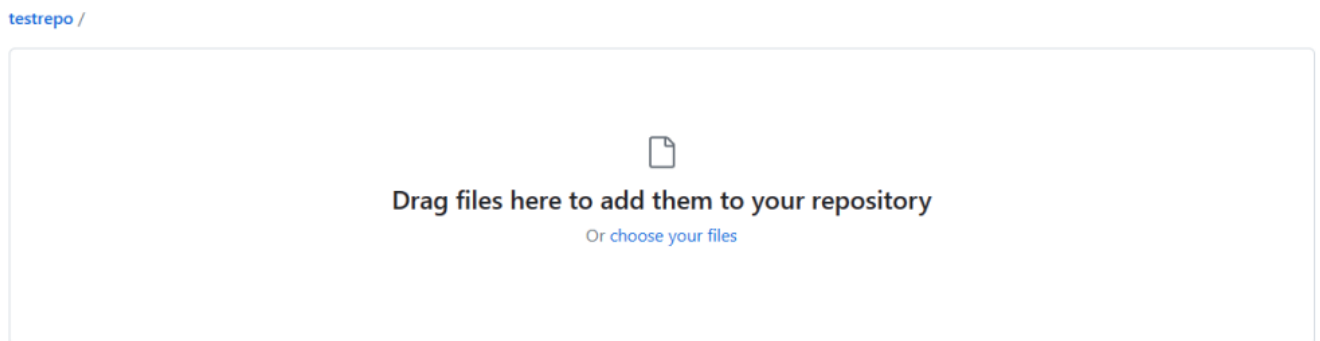 testrepo /
Drag files here to add them to your repository
Or choose your files